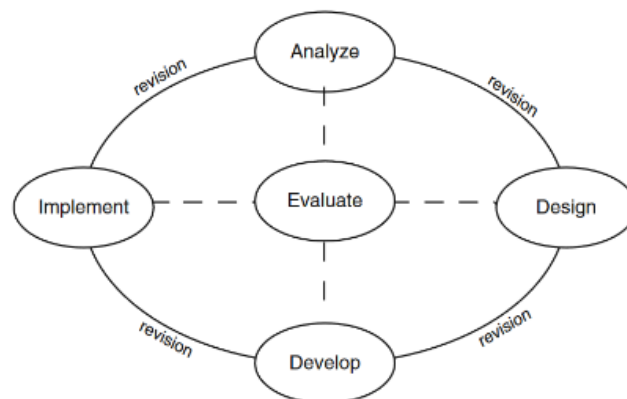 Analyze
revision
revision
Implement
Evaluate
Design
revision
revision
Develop